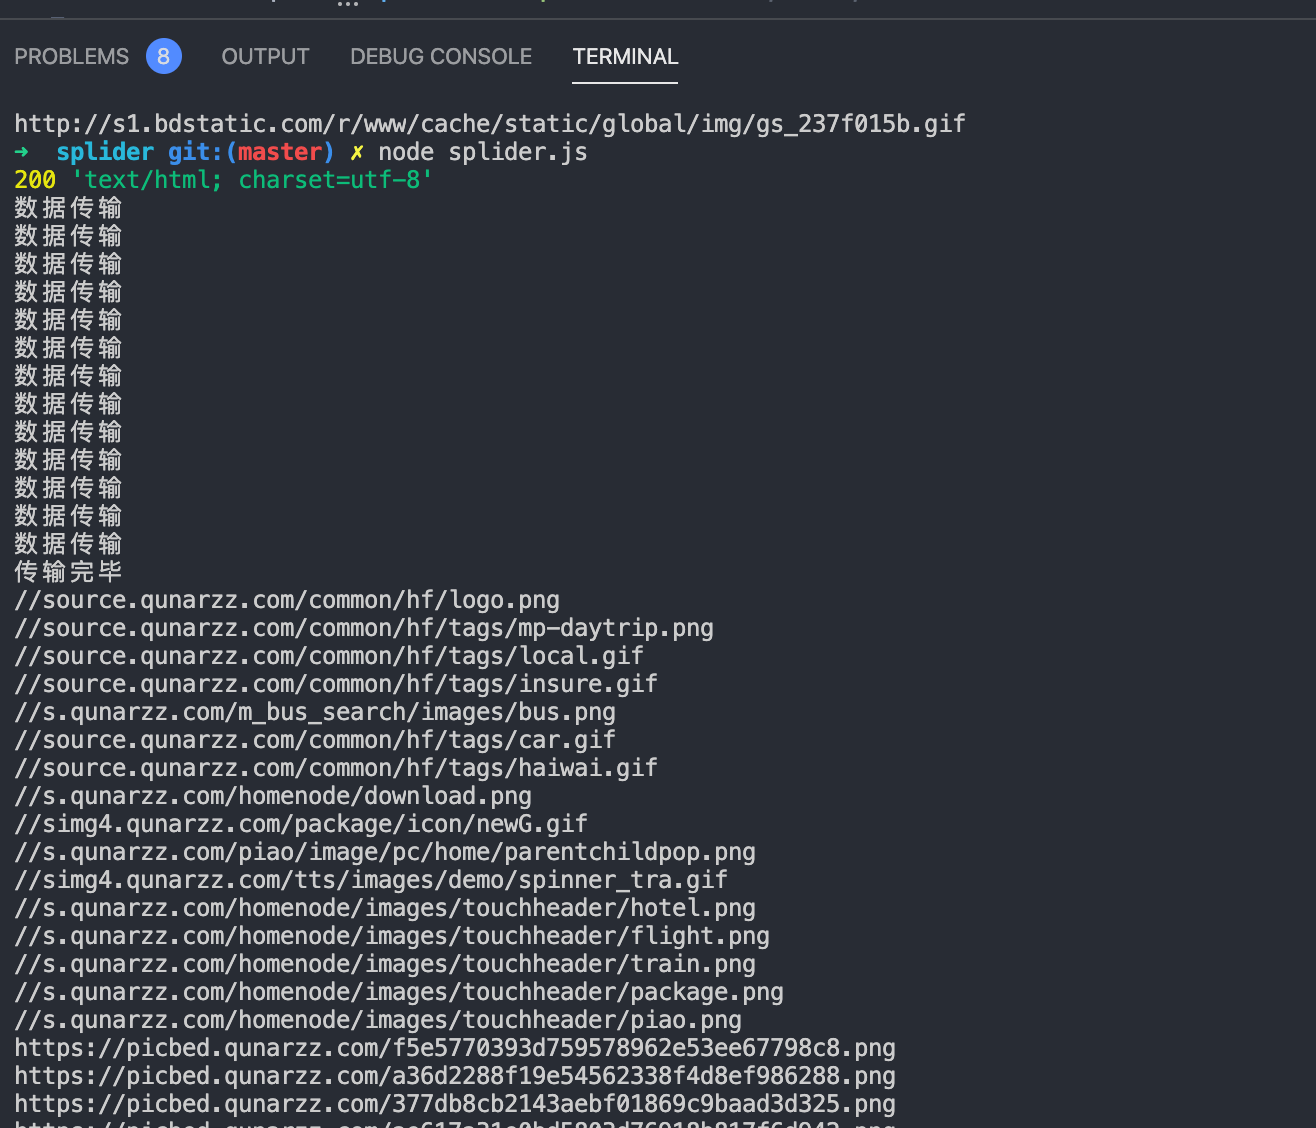 PROBLEMS 8 OUTPUT DEBUG CONSOLE TERMINAL
http://s1.bdstatic.com/r/www/cache/static/global/img/gs_237f015b.gif
➜ splider git:(master) ✗ node splider.js
200 'text/html; charset=utf-8'
数据传输
数据传输
数据传输
数据传输
数据传输
数据传输
数据传输
数据传输
数据传输
数据传输
数据传输
数据传输
数据传输
传输完毕
//source.qunarzz.com/common/hf/logo.png
//source.qunarzz.com/common/hf/tags/mp-daytrip.png
//source.qunarzz.com/common/hf/tags/local.gif
//source.qunarzz.com/common/hf/tags/insure.gif
//s.qunarzz.com/m_bus_search/images/bus.png
//source.qunarzz.com/common/hf/tags/car.gif
//source.qunarzz.com/common/hf/tags/haiwai.gif
//s.qunarzz.com/homenode/download.png
//simg4.qunarzz.com/package/icon/newG.gif
//s.qunarzz.com/piao/image/pc/home/parentchildpop.png
//simg4.qunarzz.com/tts/images/demo/spinner_tra.gif
//s.qunarzz.com/homenode/images/touchheader/hotel.png
//s.qunarzz.com/homenode/images/touchheader/flight.png
//s.qunarzz.com/homenode/images/touchheader/train.png
//s.qunarzz.com/homenode/images/touchheader/package.png
//s.qunarzz.com/homenode/images/touchheader/piao.png
https://picbed.qunarzz.com/f5e5770393d759578962e53ee67798c8.png
https://picbed.qunarzz.com/a36d2288f19e54562338f4d8ef986288.png
https://picbed.qunarzz.com/377db8cb2143aebf01869c9baad3d325.png